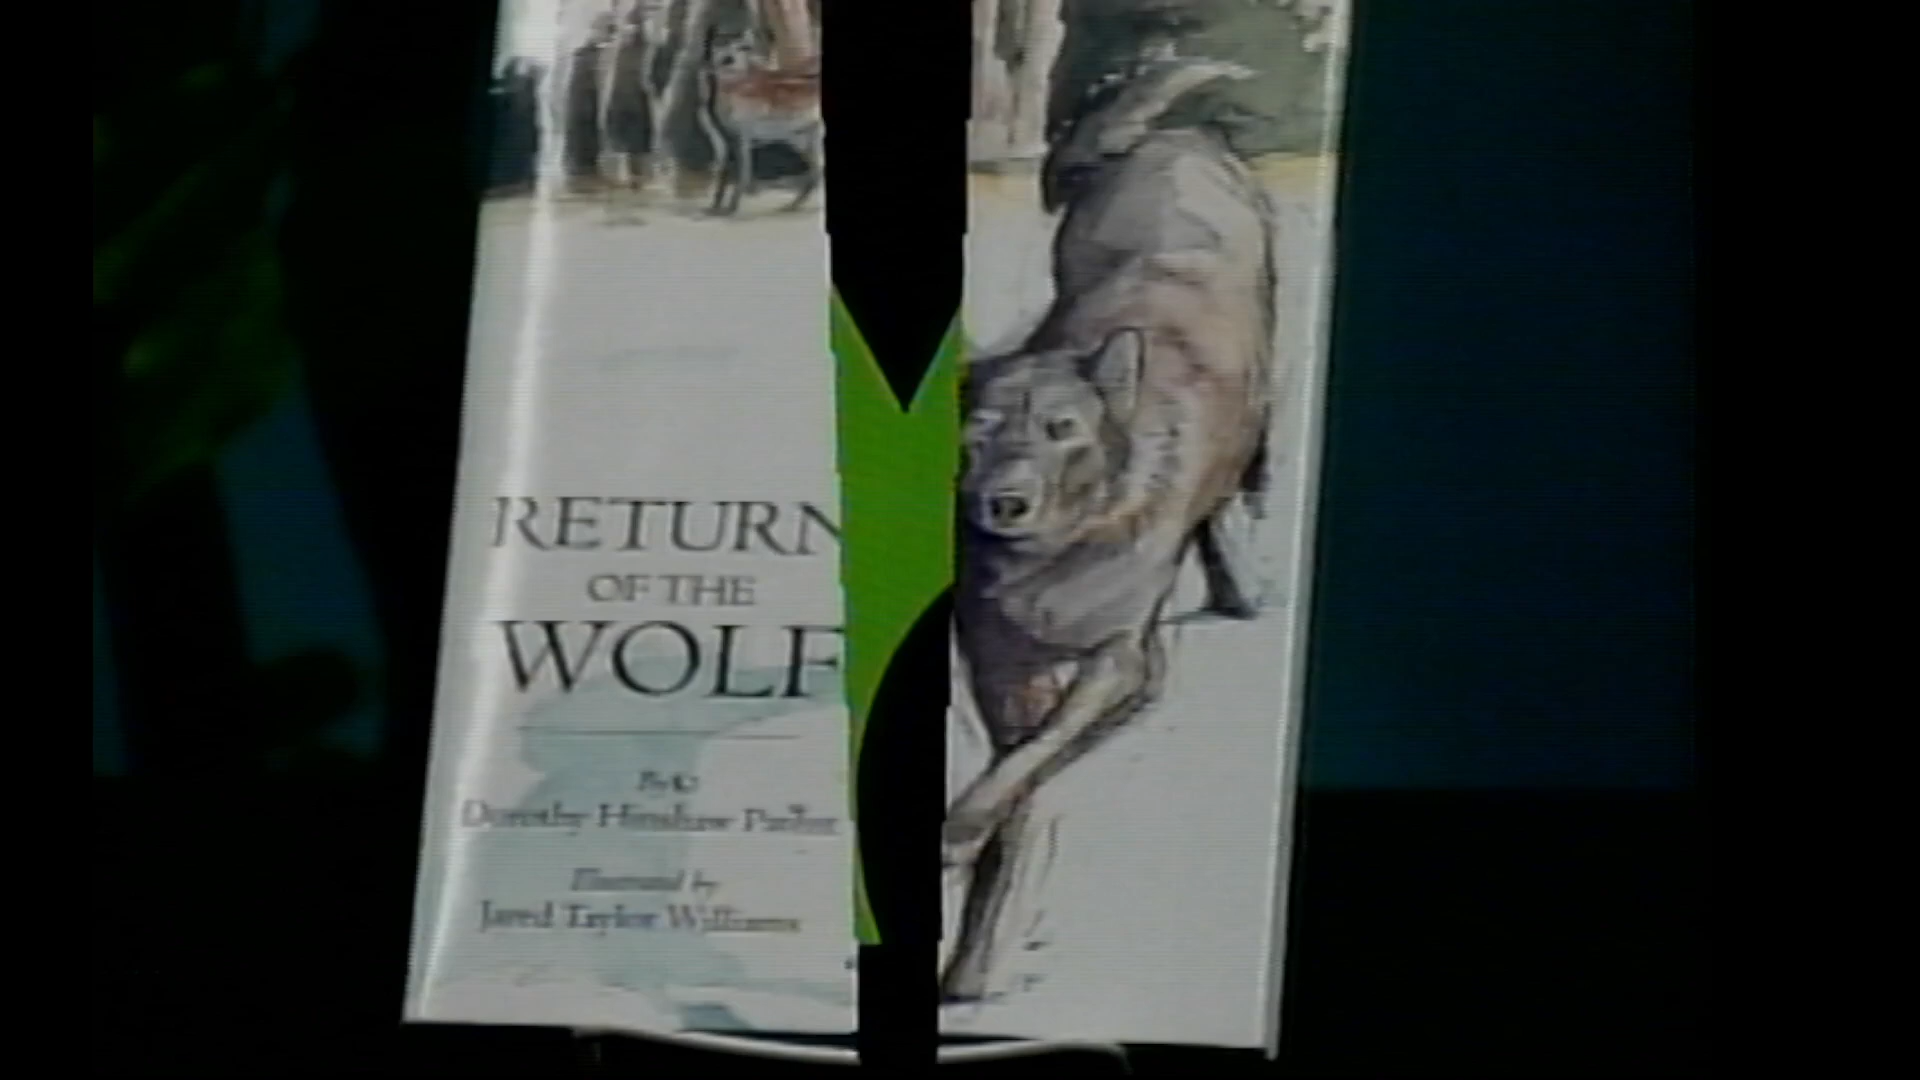 RETURN
OF THE
WOLF
By
Dorothy Hinshaw Patent
Illustrated by
Jared Taylor Williams